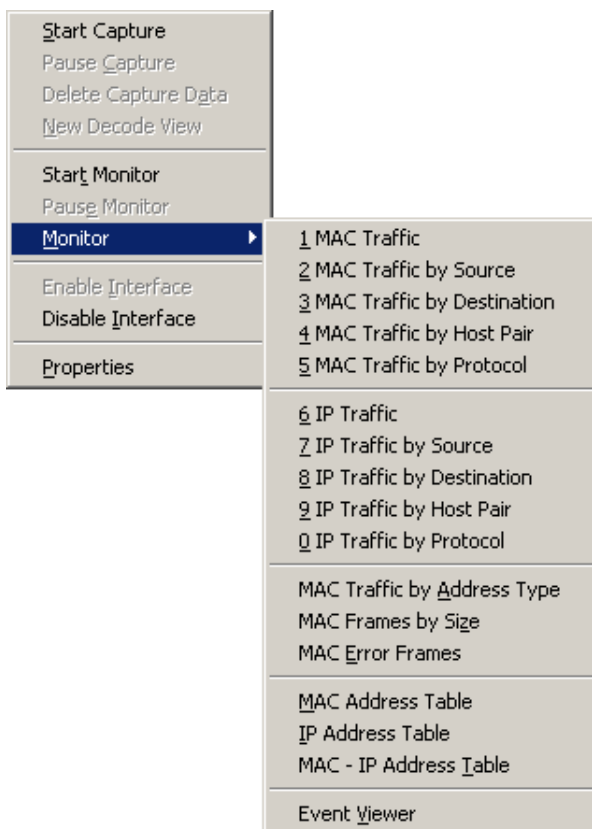 Start Capture
Pause Capture
Delete Capture Data
New Decode View
Start Monitor
Pause Monitor
Monitor
Enable Interface
Disable Interface
Properties
1 MAC Traffic
2 MAC Traffic by Source
3 MAC Traffic by Destination
4 MAC Traffic by Host Pair
5 MAC Traffic by Protocol
6 IP Traffic
7 IP Traffic by Source
8 IP Traffic by Destination
9 IP Traffic by Host Pair
0 IP Traffic by Protocol
MAC Traffic by Address Type
MAC Frames by Size
MAC Error Frames
MAC Address Table
IP Address Table
MAC - IP Address Table
Event Viewer